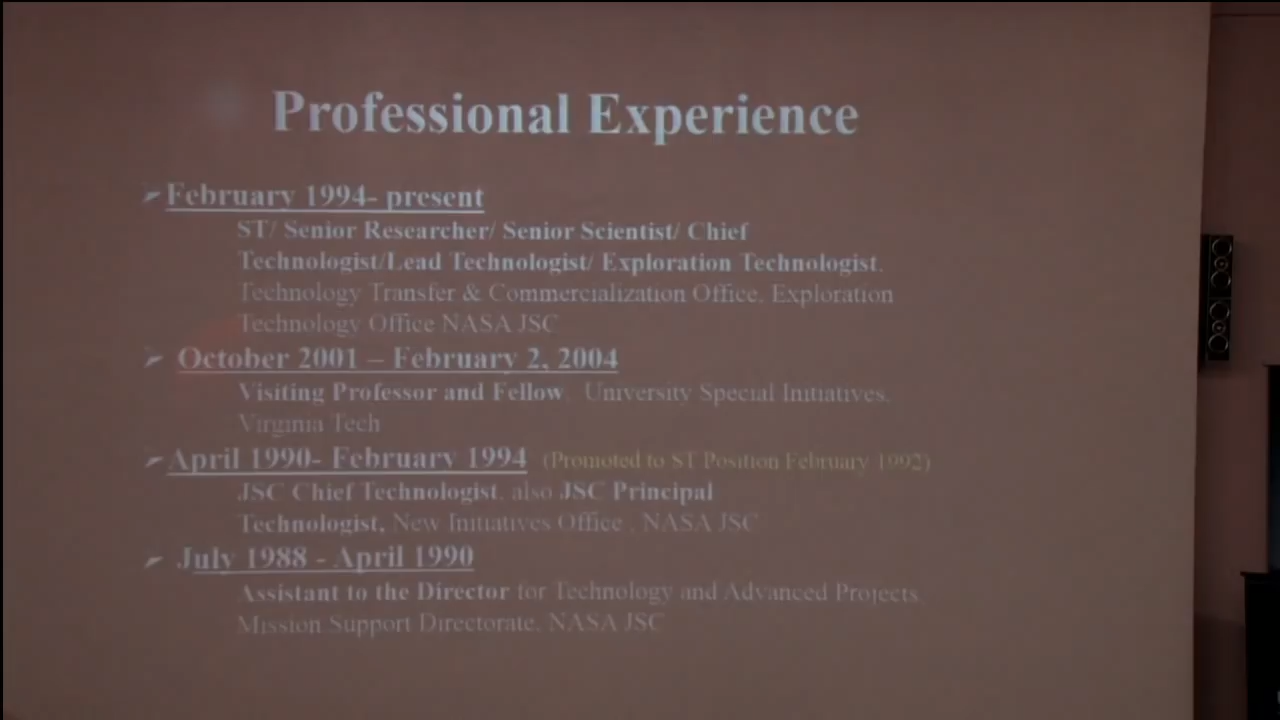 Professional Experience
February 1994- present
ST/ Senior Researcher/ Senior Scientist/ Chief
Technologist/Lead Technologist/ Exploration Technologist.
Technology Transfer & Commercialization Office, Exploration
Technology Office NASA JSC
October 2001 – February 2, 2004
Visiting Professor and Fellow, University Special Initiatives,
Virginia Tech
April 1990- February 1994 (Promoted to ST Position February 1992)
JSC Chief Technologist, also JSC Principal
Technologist, New Initiatives Office , NASA JSC
July 1988 - April 1990
Assistant to the Director for Technology and Advanced Projects,
Mission Support Directorate, NASA JSC